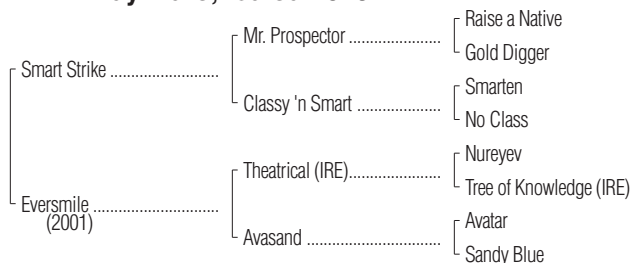 Raise a Native
Mr. Prospector ....................
Gold Digger
Smart Strike ........................
Smarten
Classy 'n Smart ...................
No Class
Nureyev
Theatrical (IRE).....................
Tree of Knowledge (IRE)
Eversmile ............................
(2001)
Avatar
Avasand ..............................
Sandy Blue